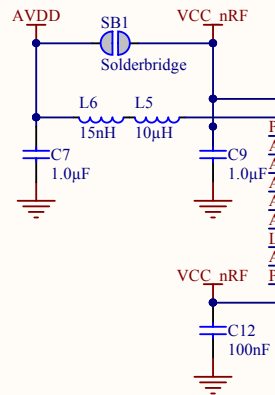 SB1
AVDD
VCC_nRF
Solderbridge
L6
L5
15nH
10µH
C7
1.0µF
C9
1.0µF
P
A
A
A
A
A
L
A
P
VCC_nRF
C12
100nF